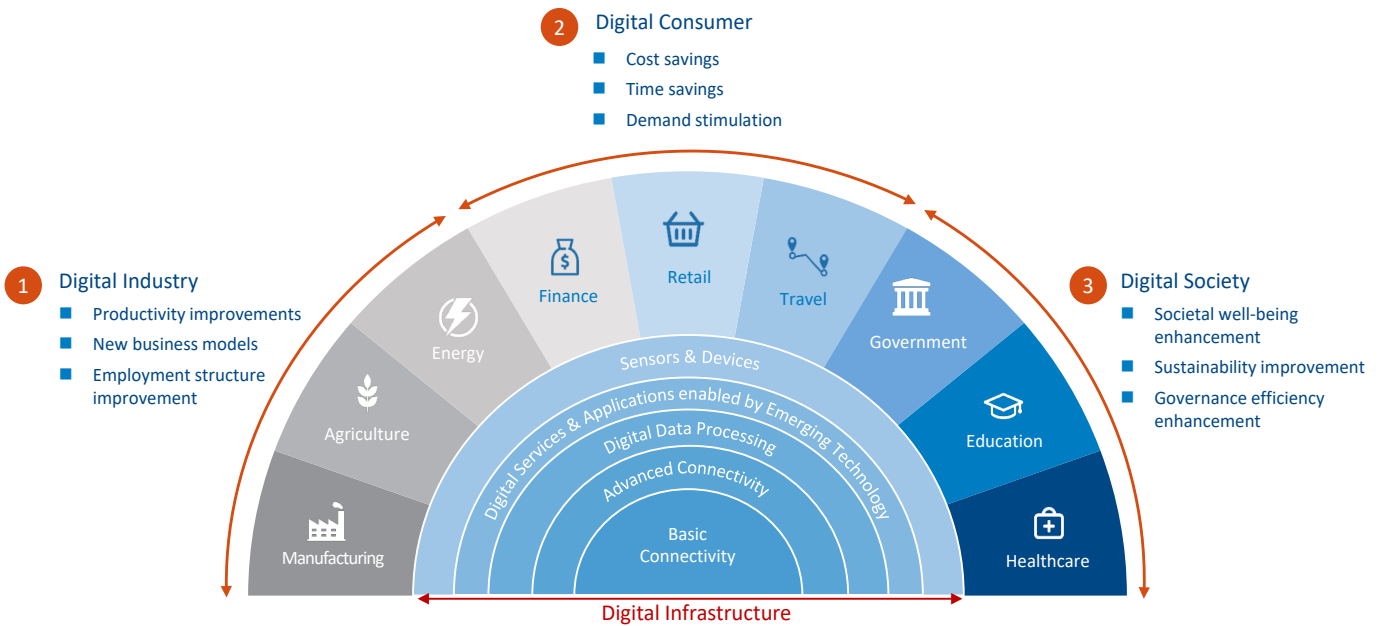 2
Digital Consumer
Cost savings
Time savings
Demand stimulation
1
Digital Industry
Productivity improvements
New business models
Employment structure
improvement
3
Digital Society
Societal well-being
enhancement
Sustainability improvement
Governance efficiency
enhancement
Manufacturing
Agriculture
Energy
$
Finance
Retail
Travel
Government
Education
Healthcare
Sensors & Devices
Digital Services & Applications enabled by Emerging Technology
Digital Data Processing
Advanced Connectivity
Basic
Connectivity
Digital Infrastructure